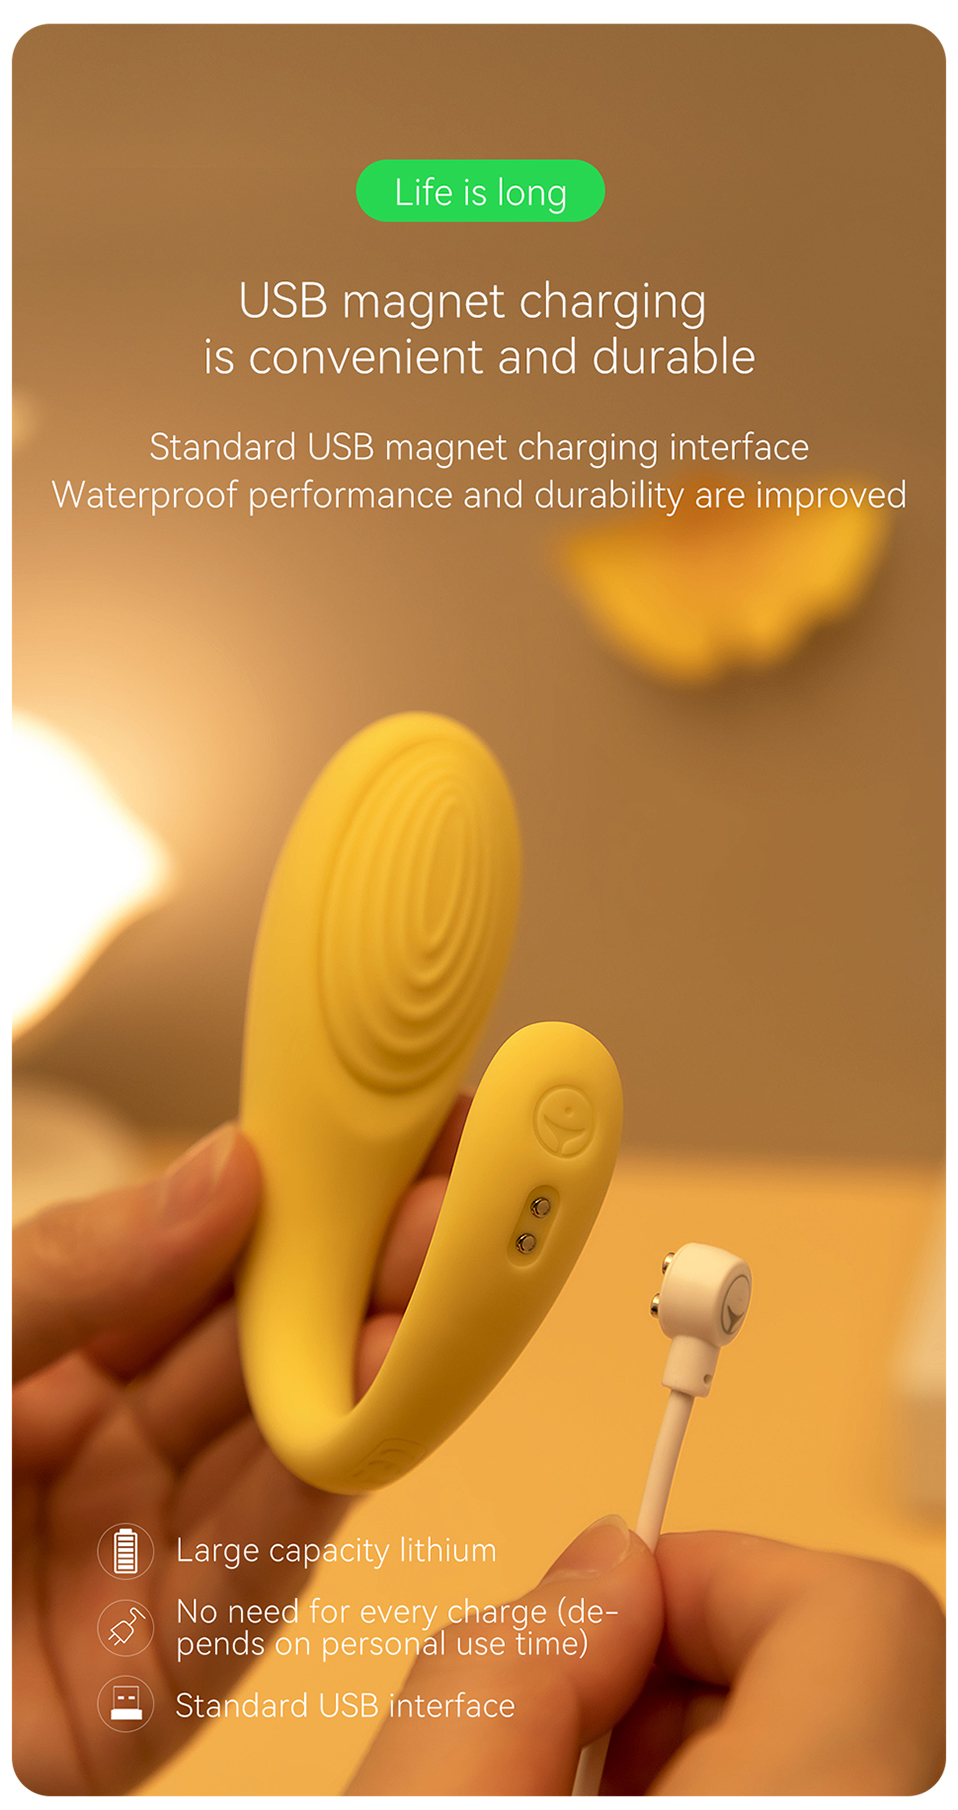 Life is long
USB magnet charging
is convenient and durable
Standard USB magnet charging interface
Waterproof performance and durability are improved
Large capacity lithium
No need for every charge (de-
pends on personal use time)
Standard USB interface